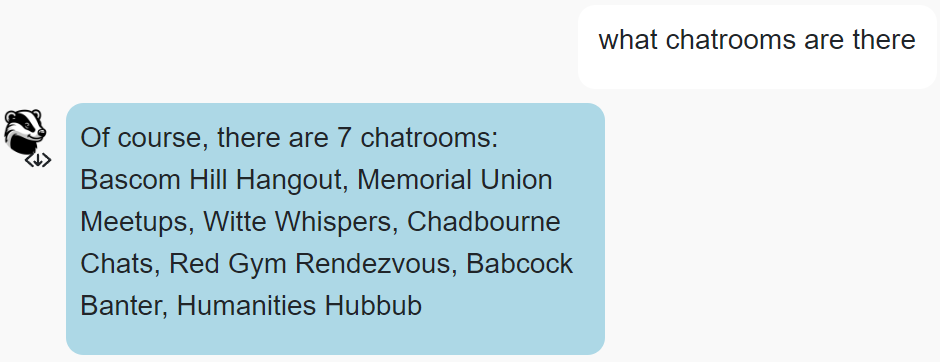 what chatrooms are there
Of course, there are 7 chatrooms:
Bascom Hill Hangout, Memorial Union
Meetups, Witte Whispers, Chadbourne
Chats, Red Gym Rendezvous, Babcock
Banter, Humanities Hubbub